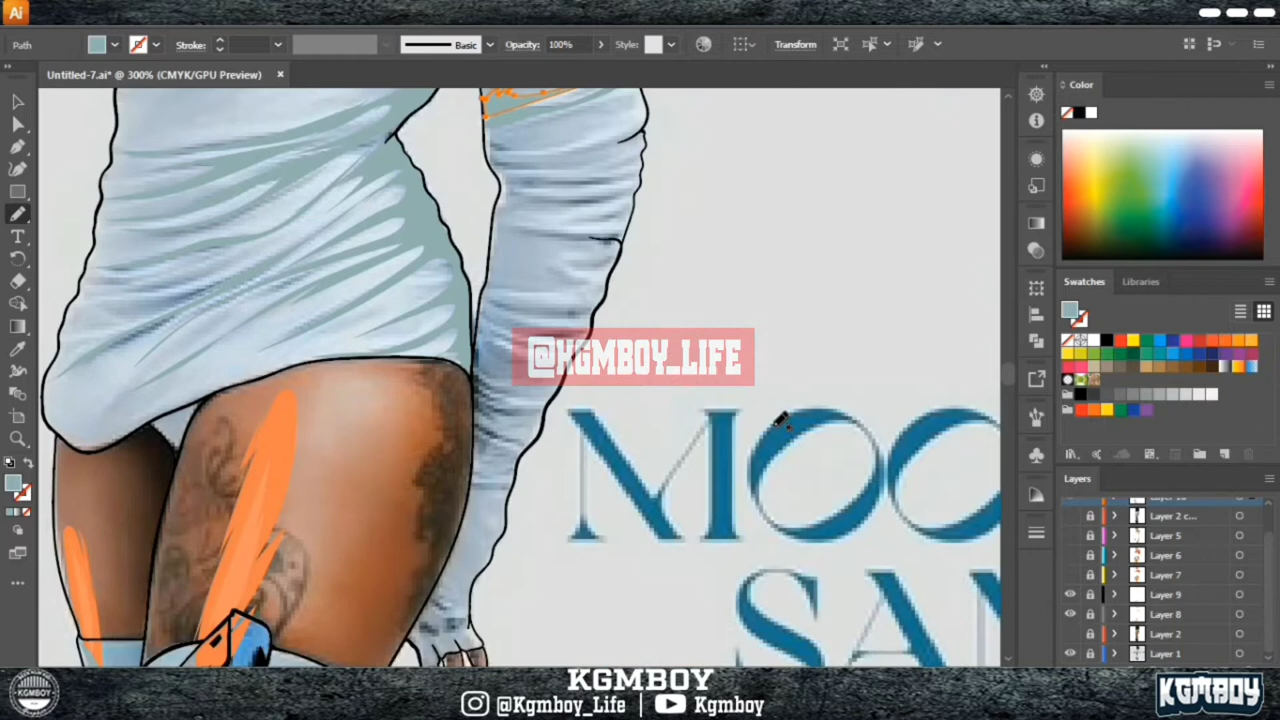 Ai
Path
Stroke:
Basic
Opacity:
100%
Style:
Transform
Untitled-7.ai* @ 300% (CMYK/GPU Preview)
Color
Swatches
Libraries
@KGMBOY_LIFE
MOO
SA
Layers
Layer 2 c...
Layer 5
Layer 6
Layer 7
Layer 9
Layer 8
Layer 2
Layer 1
KGMBOY
KGMBOY
@Kgmboy_Life | Kgmboy
KGMBOY